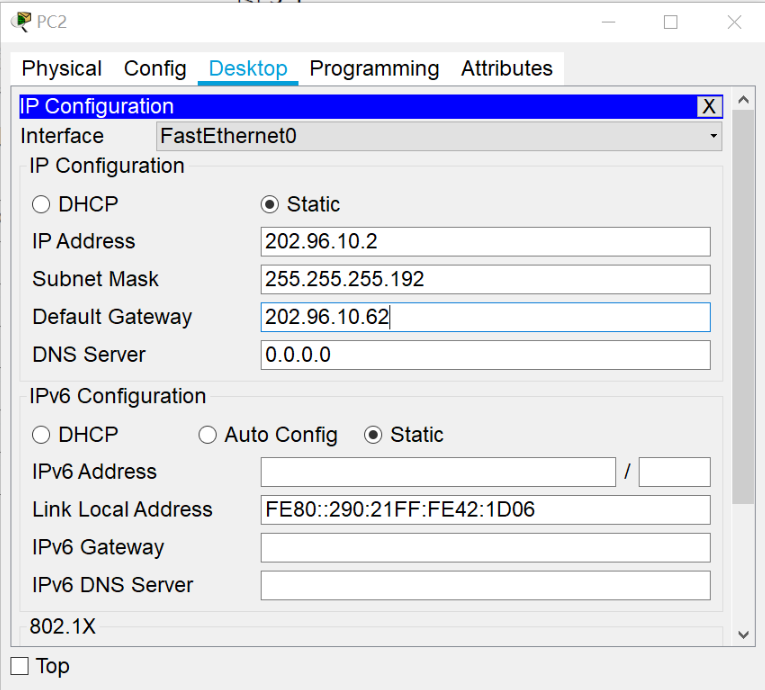 PC2
Physical Config Desktop Programming Attributes
IP Configuration X
Interface FastEthernet0
IP Configuration
DHCP Static
IP Address 202.96.10.2
Subnet Mask 255.255.255.192
Default Gateway 202.96.10.62
DNS Server 0.0.0.0
IPv6 Configuration
DHCP Auto Config Static
IPv6 Address /
Link Local Address FE80::290:21FF:FE42:1D06
IPv6 Gateway
IPv6 DNS Server
802.1X
Top